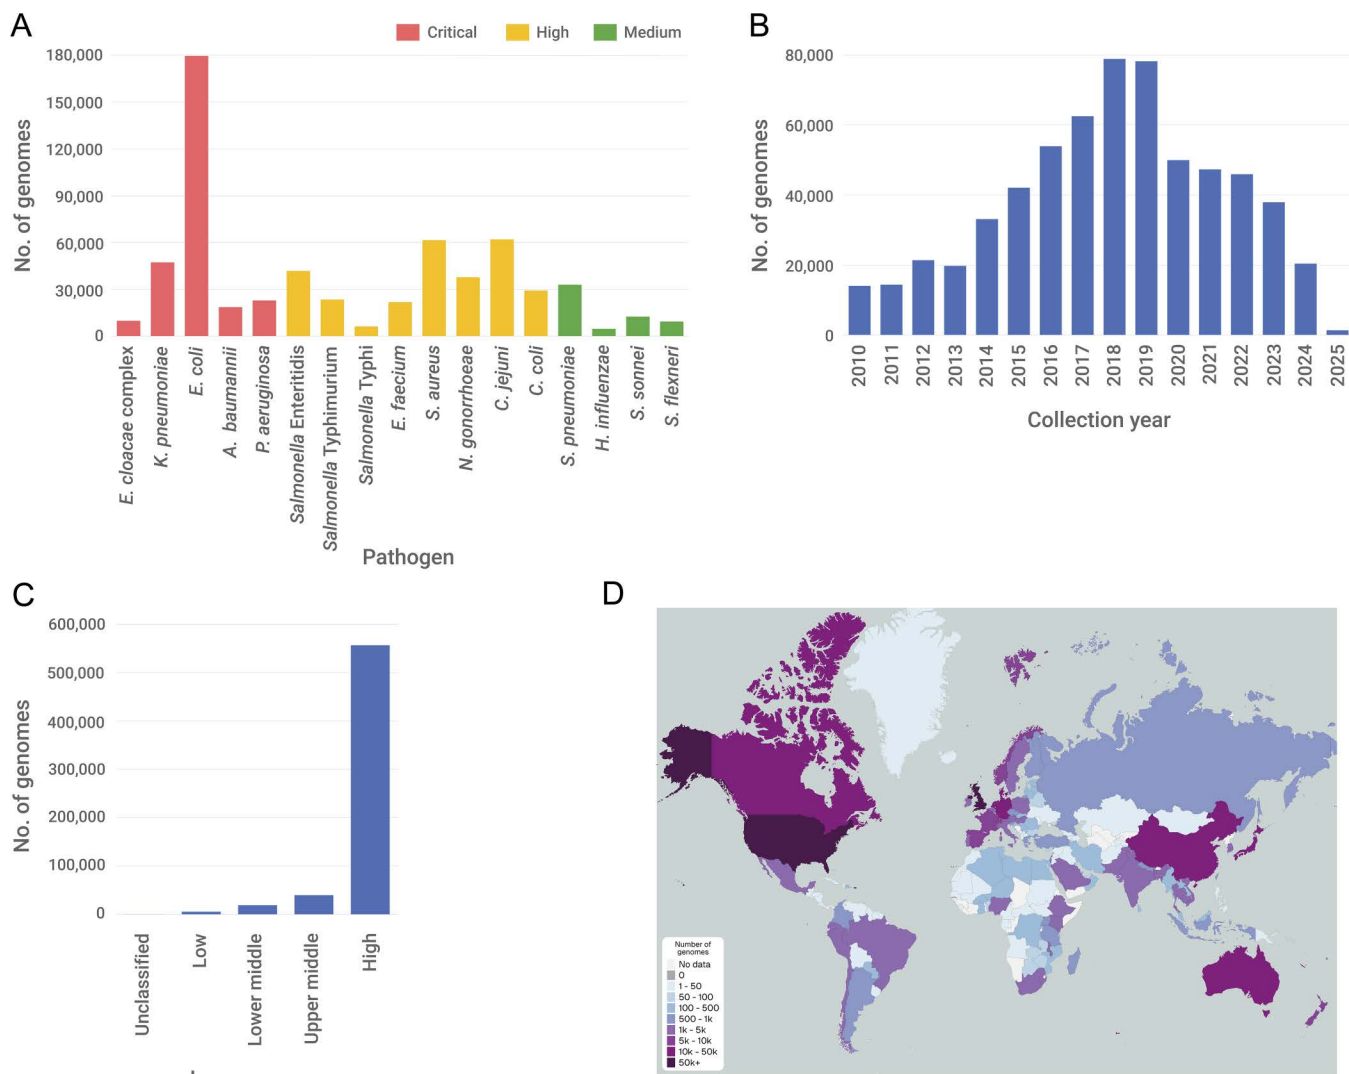 A
Critical
High
Medium
No. of genomes
180,000
150,000
120,000
90,000
60,000
30,000
0
E. cloacae complex
K. pneumoniae
E. coli
A. baumannii
P. aeruginosa
Salmonella Enteritidis
Salmonella Typhimurium
Salmonella Typhi
E. faecium
S. aureus
N. gonorrhoeae
C. jejuni
C. coli
S. pneumoniae
H. influenzae
S. sonnei
S. flexneri
Pathogen
B
No. of genomes
80,000
60,000
40,000
20,000
0
2010
2011
2012
2013
2014
2015
2016
2017
2018
2019
2020
2021
2022
2023
2024
2025
Collection year
C
No. of genomes
600,000
500,000
400,000
300,000
200,000
100,000
0
Unclassified
Low
Lower middle
Upper middle
High
D
Number of
genomes
No data
0
1 - 50
50 - 100
100 - 500
500 - 1k
1k - 5k
5k - 10k
10k - 50k
50k+